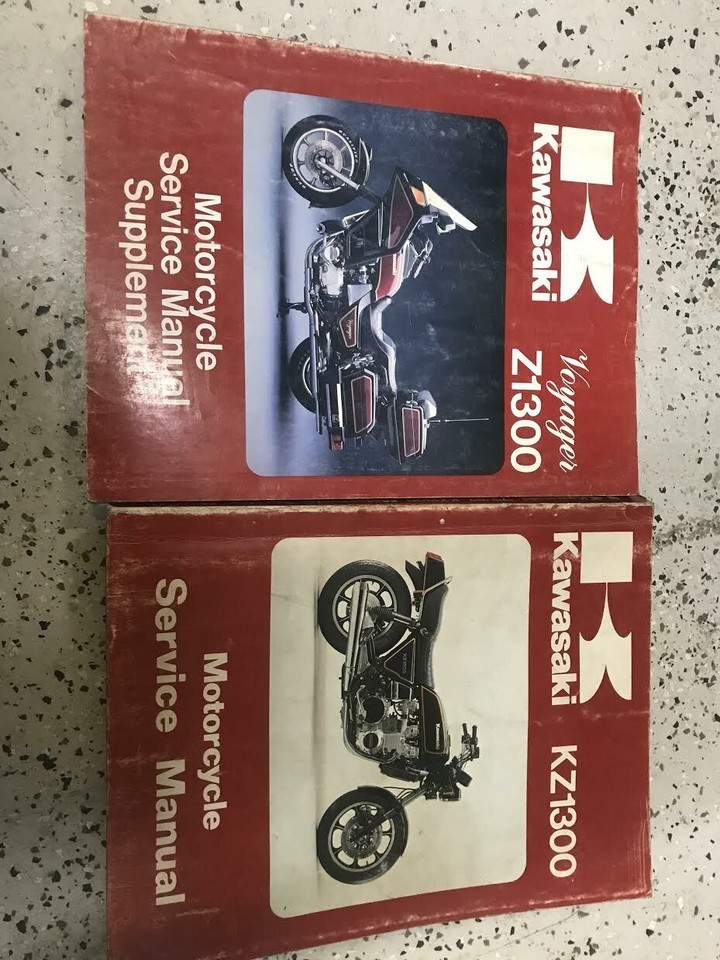 Kawasaki
Voyager
Z1300
Motorcycle
Service Manual
Supplement
Kawasaki KZ1300
Motorcycle
Service Manual